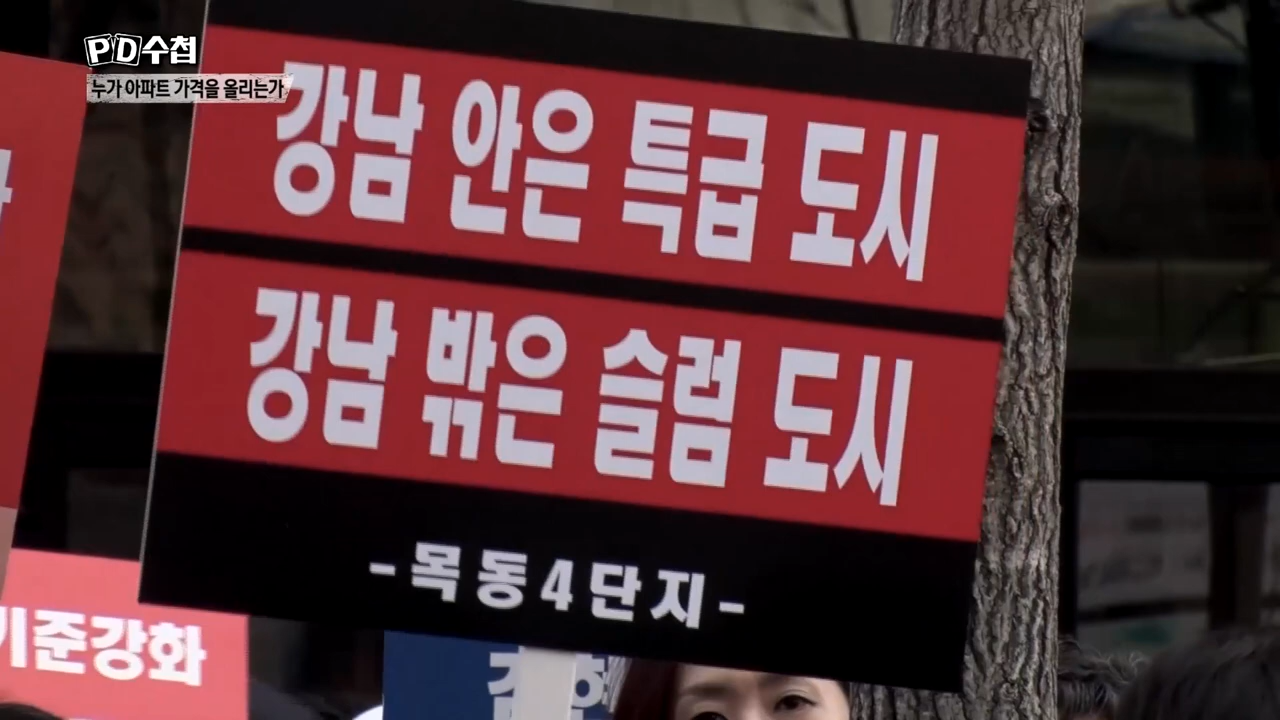 PD수첩
누가 아파트 가격을 올리는가
강남 안은 특급 도시
강남 밖은 슬럼 도시
-목동4단지-
기준강화